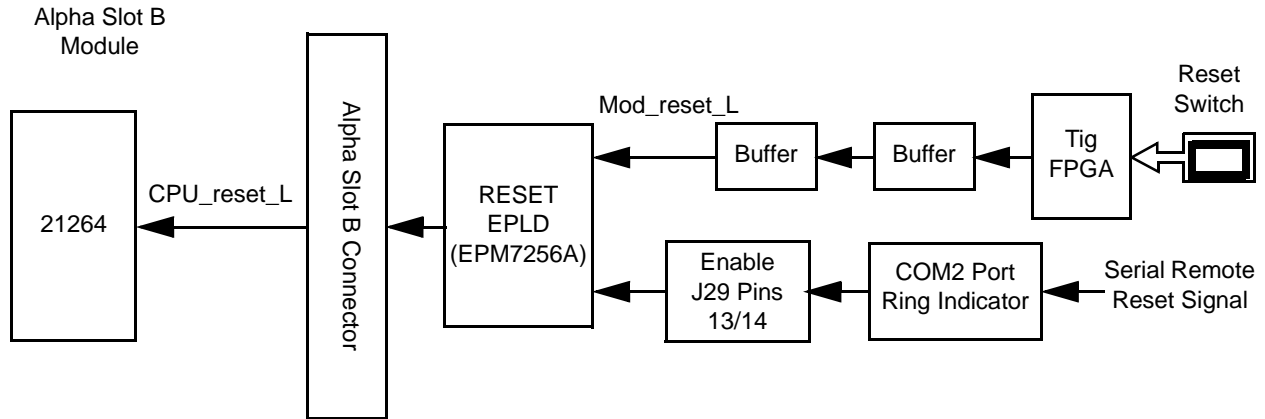 Alpha Slot B
Module
21264
CPU_reset_L
Alpha Slot B Connector
RESET
EPLD
(EPM7256A)
Mod_reset_L
Buffer
Buffer
Tig
FPGA
Reset
Switch
Enable
J29 Pins
13/14
COM2 Port
Ring Indicator
Serial Remote
Reset Signal